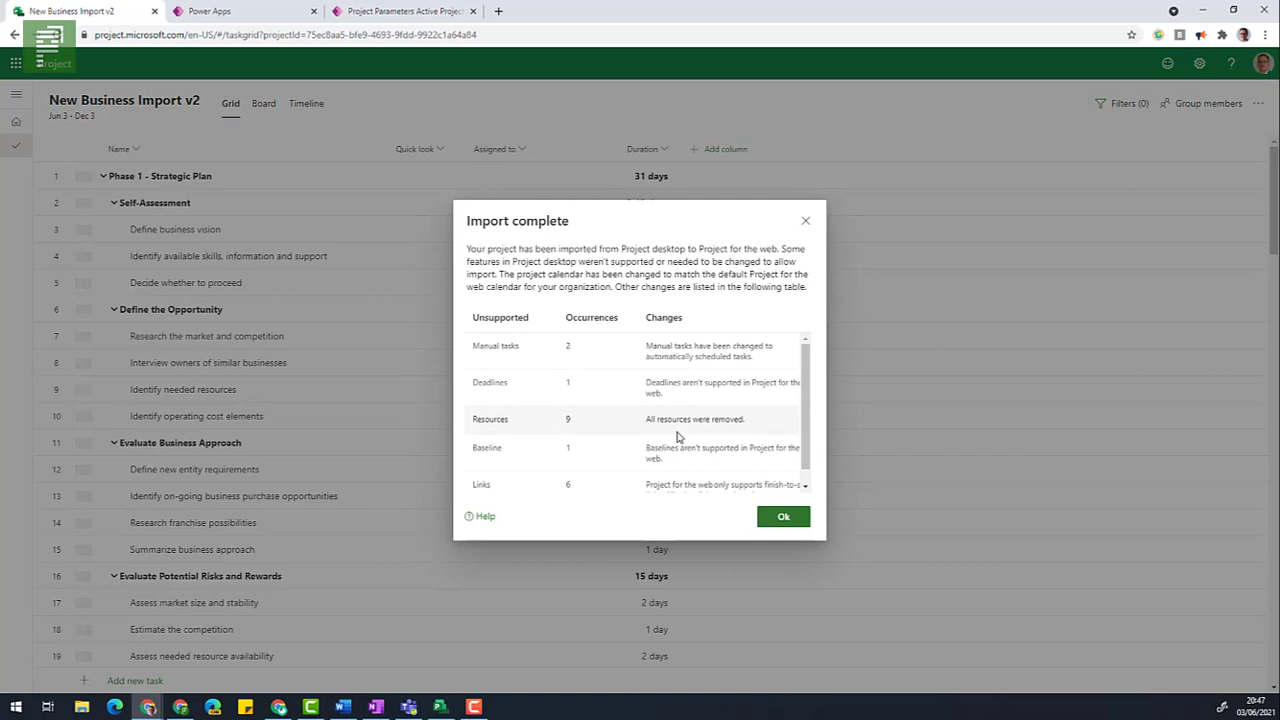 New Business Import v2
Power Apps
Project Parameters Active Projec
project.microsoft.com/en-US/#/taskgrid?projectId=75ec8aa5-bfe9-4693-9fdd-9922c1a64a84
Project
New Business Import v2
Jun 3 - Dec 3
Grid
Board
Timeline
Filters (0)
Group members
Name
Quick look
Assigned to
Duration
Add column
1 Phase 1 - Strategic Plan 31 days
2 Self-Assessment
3 Define business vision
4 Identify available skills, information and support
5 Decide whether to proceed
6 Define the Opportunity
7 Research the market and competition
8 Interview owners of similar businesses
9 Identify needed resources
10 Identify operating cost elements
11 Evaluate Business Approach
12 Define new entity requirements
13 Identify on-going business purchase opportunities
14 Research franchise possibilities
15 Summarize business approach 1 day
16 Evaluate Potential Risks and Rewards 15 days
17 Assess market size and stability 2 days
18 Estimate the competition 1 day
19 Assess needed resource availability 2 days
Add new task
Import complete
Your project has been imported from Project desktop to Project for the web. Some
features in Project desktop weren't supported or needed to be changed to allow
import. The project calendar has been changed to match the default Project for the
web calendar for your organization. Other changes are listed in the following table.
Unsupported Occurrences Changes
Manual tasks 2 Manual tasks have been changed to
automatically scheduled tasks.
Deadlines 1 Deadlines aren't supported in Project for the
web.
Resources 9 All resources were removed.
Baseline 1 Baselines aren't supported in Project for the
web.
Links 6 Project for the web only supports finish-to-s
Help
Ok
20:47
03/06/2021